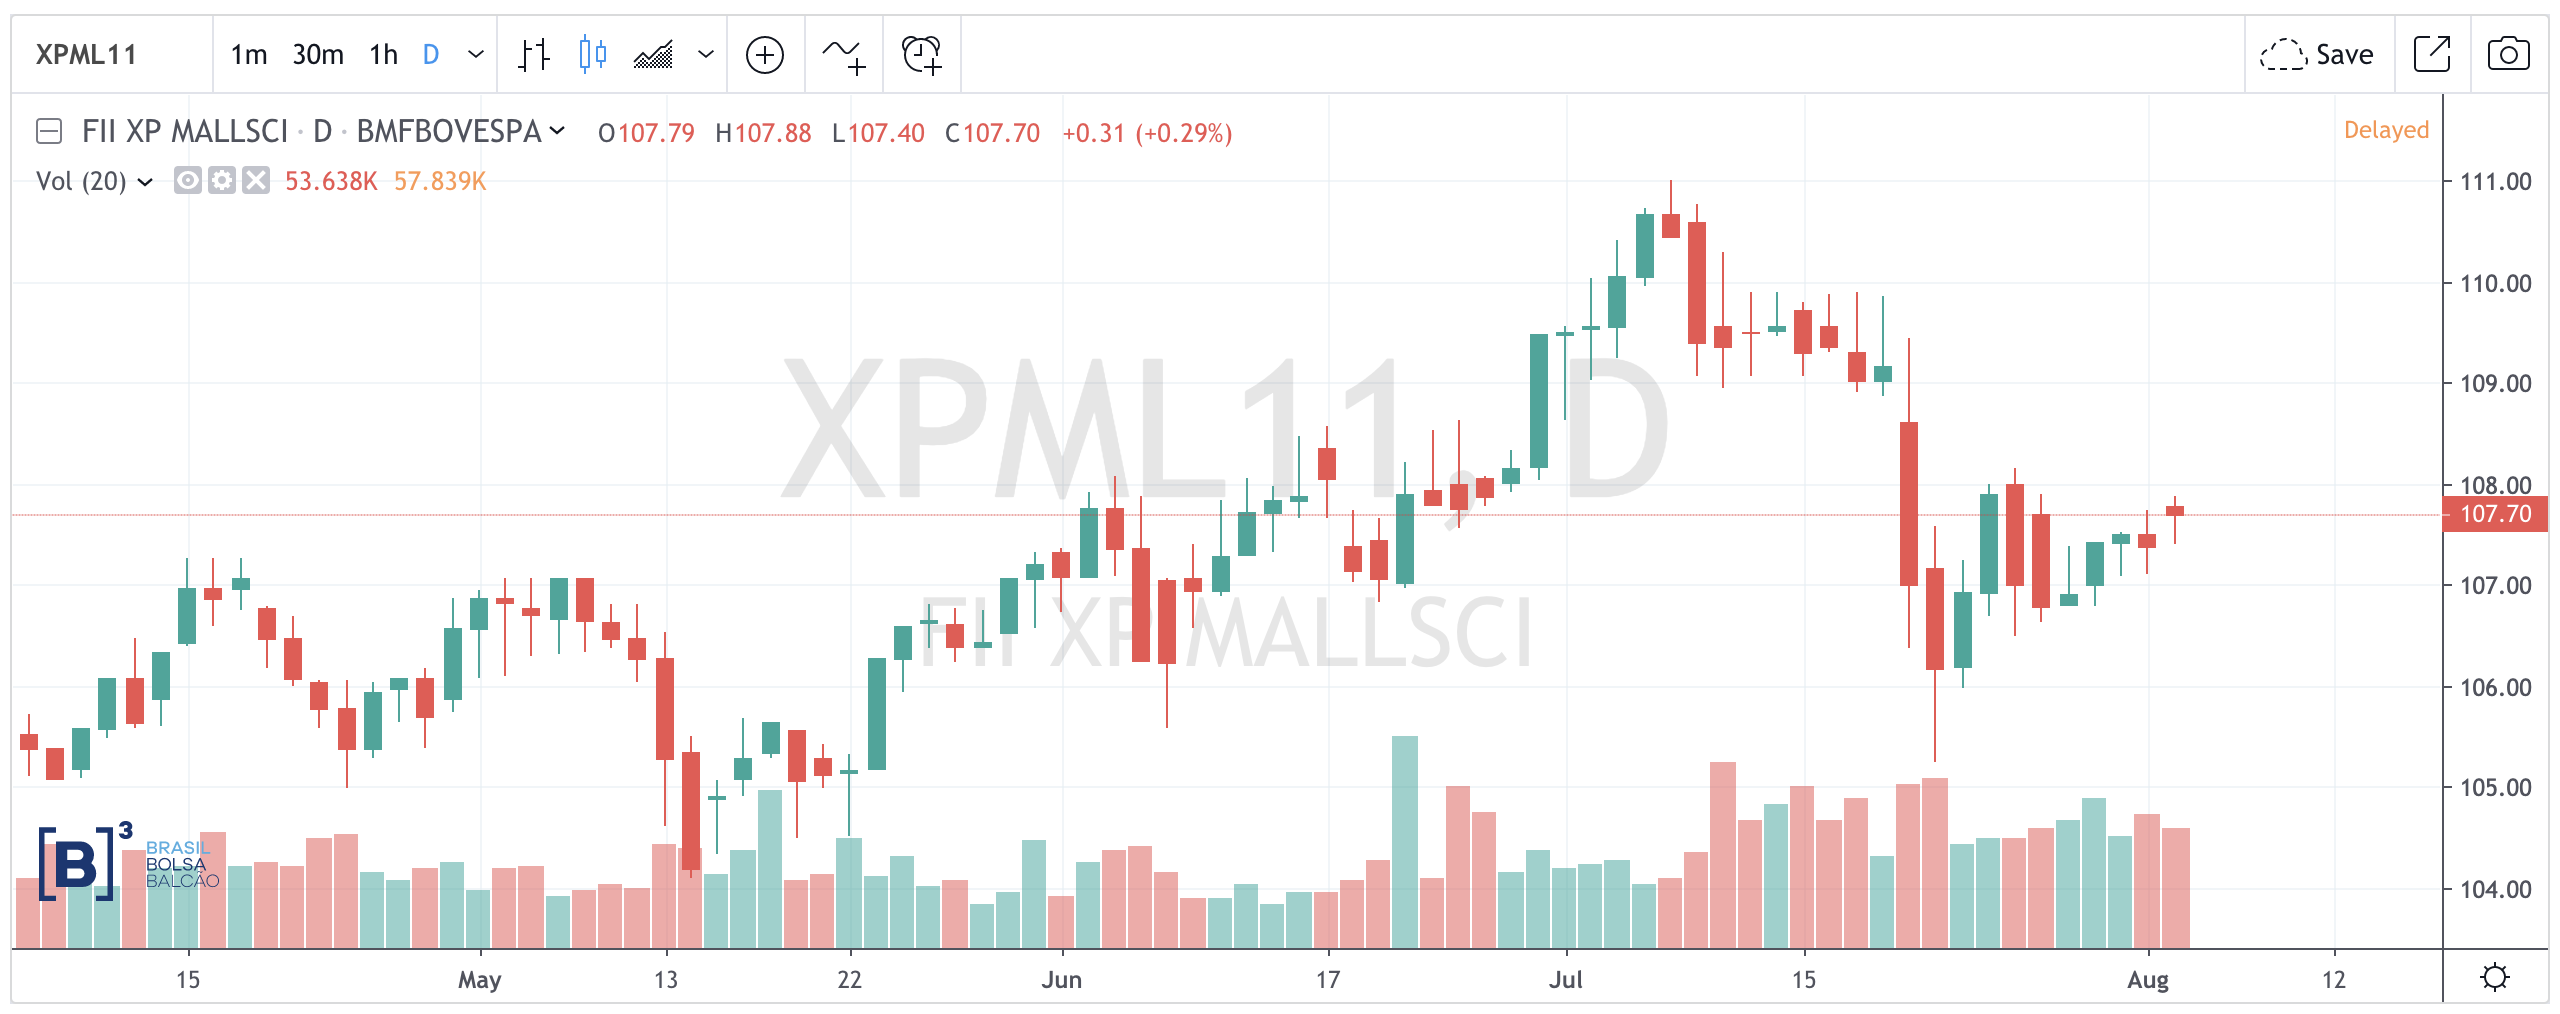 XPML11 1m 30m 1h D Save
FII XP MALLSCI · D · BMFBOVESPA O107.79 H107.88 L107.40 C107.70 +0.31 (+0.29%) Delayed
Vol (20) 53.638K 57.839K
111.00
110.00
109.00
108.00
107.70
107.00
106.00
105.00
104.00
XPML11, D
FII XP MALLSCI
[B]³ BRASIL
BOLSA
BALCÃO
15 May 13 22 Jun 17 Jul 15 Aug 12